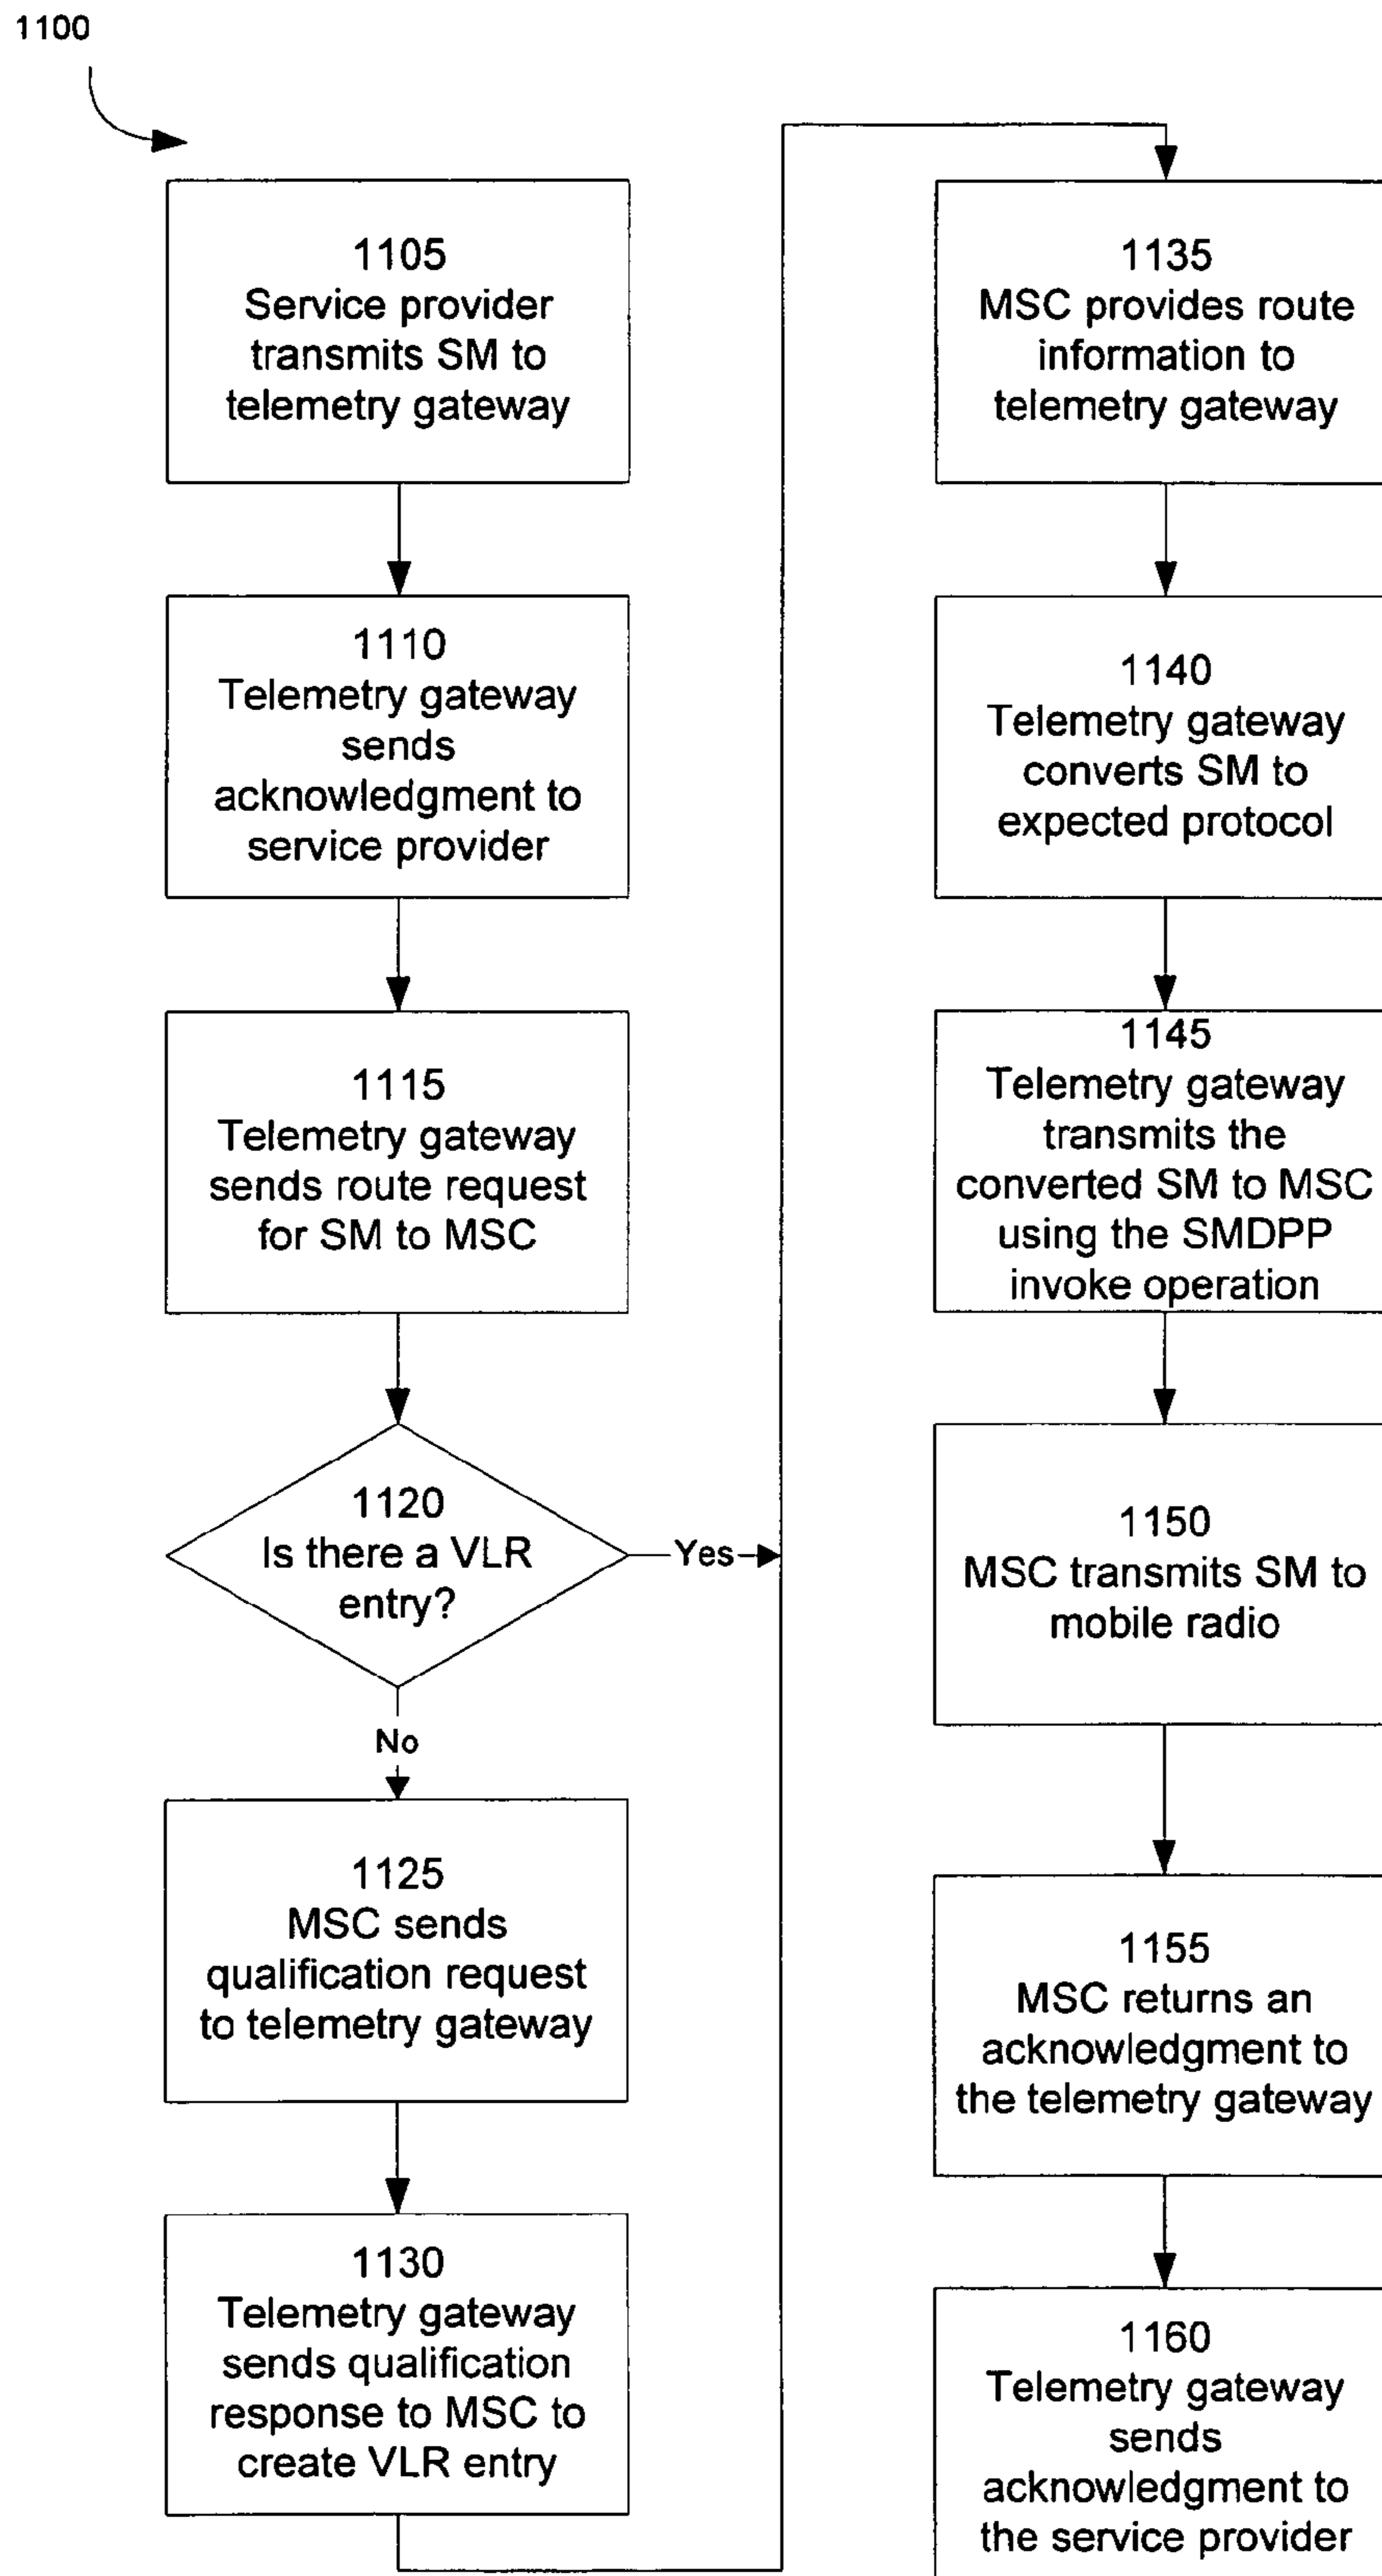 1100
1105
Service provider
transmits SM to
telemetry gateway
1110
Telemetry gateway
sends
acknowledgment to
service provider
1115
Telemetry gateway
sends route request
for SM to MSC
1120
Is there a VLR
entry?
Yes
No
1125
MSC sends
qualification request
to telemetry gateway
1130
Telemetry gateway
sends qualification
response to MSC to
create VLR entry
1135
MSC provides route
information to
telemetry gateway
1140
Telemetry gateway
converts SM to
expected protocol
1145
Telemetry gateway
transmits the
converted SM to MSC
using the SMDPP
invoke operation
1150
MSC transmits SM to
mobile radio
1155
MSC returns an
acknowledgment to
the telemetry gateway
1160
Telemetry gateway
sends
acknowledgment to
the service provider